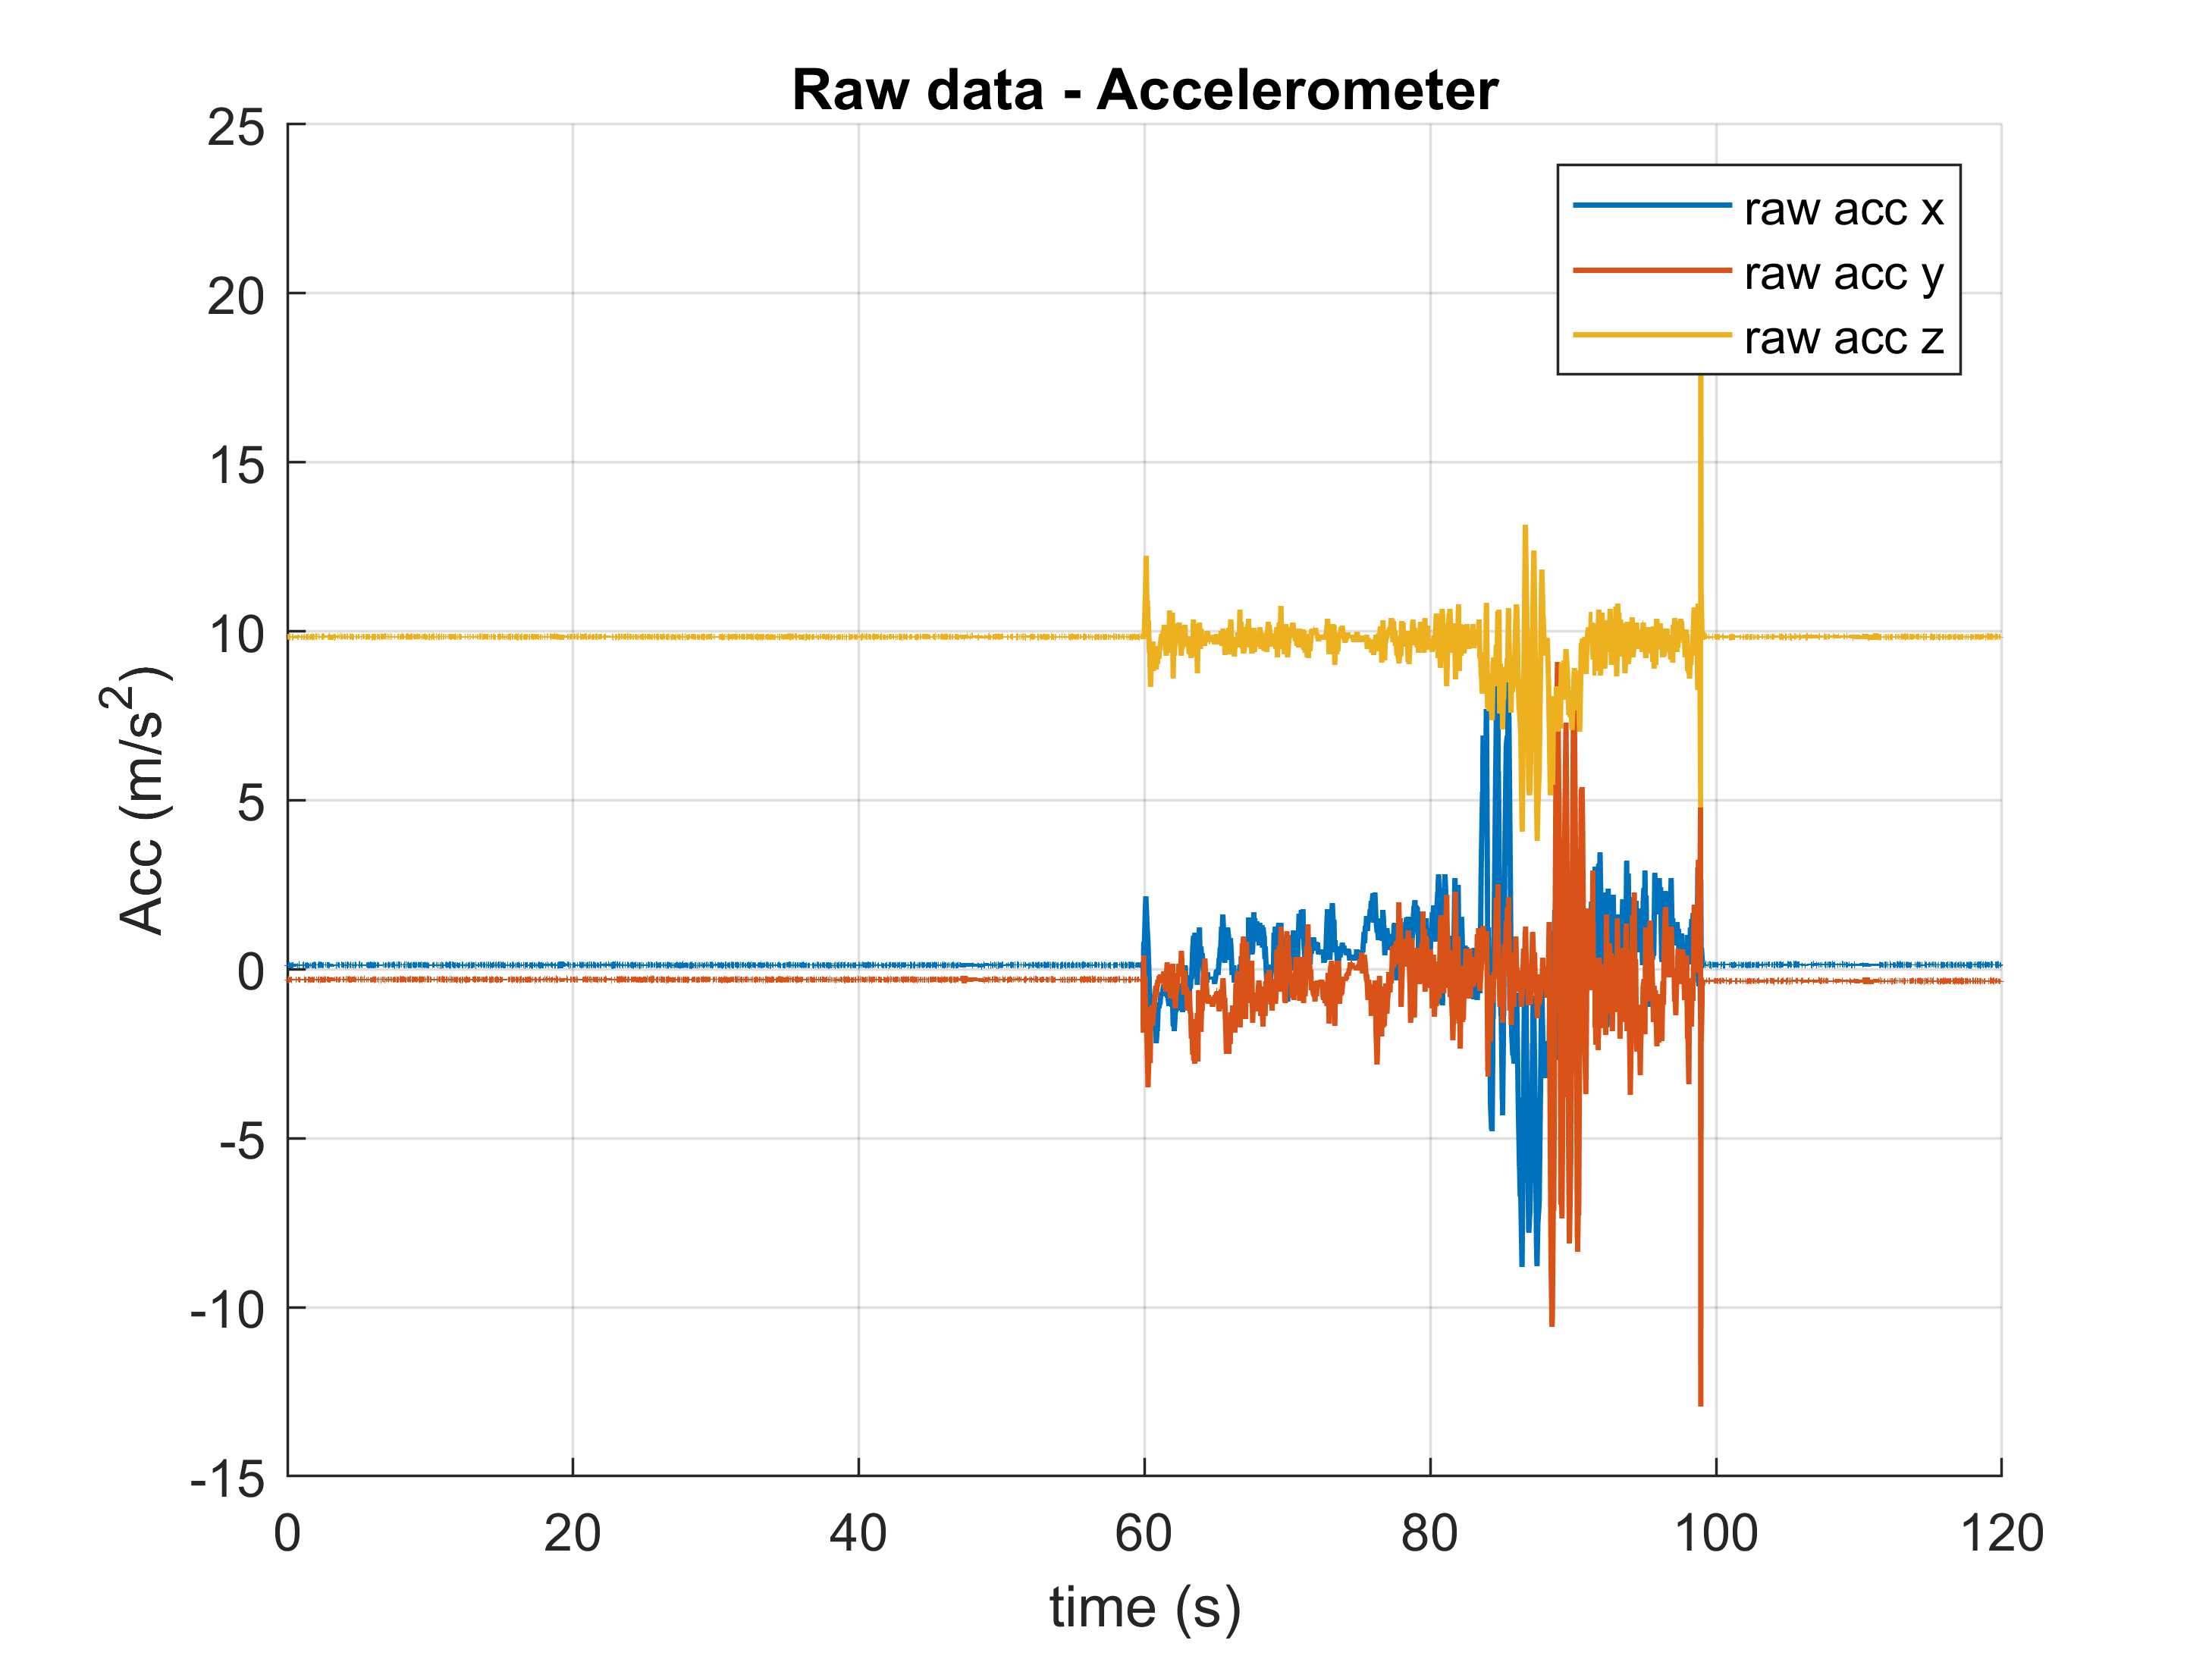 Raw data - Accelerometer
25
20
15
10
5
0
-5
-10
-15
Acc (m/s²)
raw acc x
raw acc y
raw acc z
0 20 40 60 80 100 120
time (s)